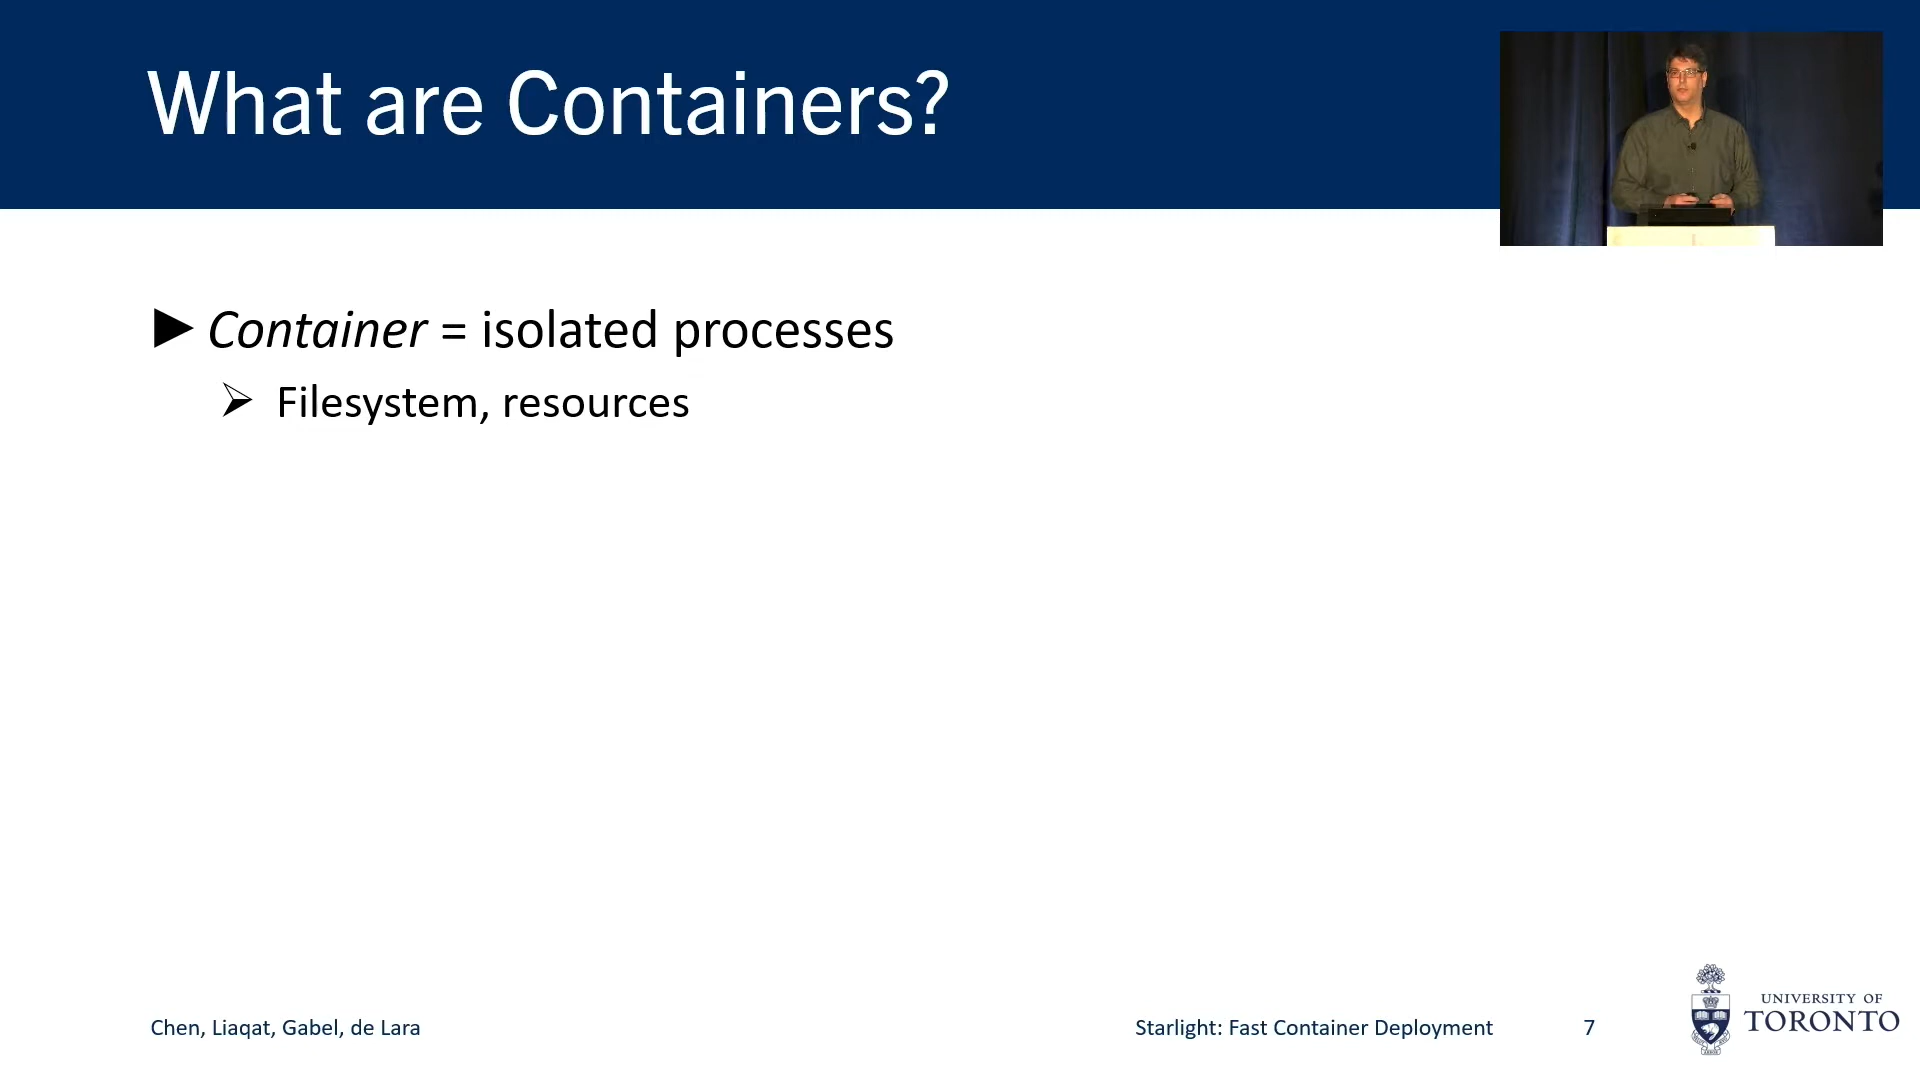 What are Containers?
Container = isolated processes
Filesystem, resources
Chen, Liaqat, Gabel, de Lara
Starlight: Fast Container Deployment
7
UNIVERSITY OF
TORONTO